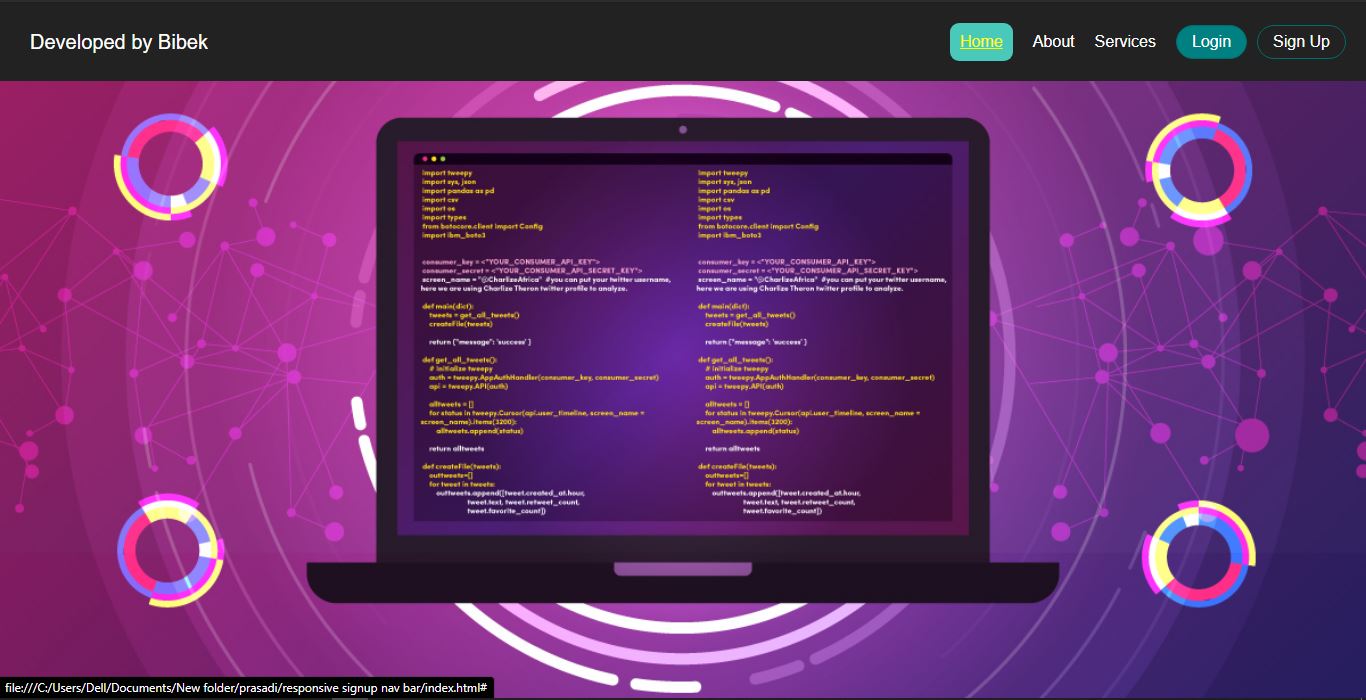 Developed by Bibek
Home
About
Services
Login
Sign Up
import tweepy
import sys, json
import pandas as pd
import csv
import os
import types
from botocore.client import Config
import ibm_boto3
consumer_key = <"YOUR_CONSUMER_API_KEY">
consumer_secret = <"YOUR_CONSUMER_API_SECRET_KEY">
screen_name = "@CharlizeAfrica" #you can put your twitter username,
here we are using Charlize Theron twitter profile to analyze.
def main(dict):
tweets = get_all_tweets()
createFile(tweets)
return {"message": 'success' }
def get_all_tweets():
# initialize tweepy
auth = tweepy.AppAuthHandler(consumer_key, consumer_secret)
api = tweepy.API(auth)
alltweets = []
for status in tweepy.Cursor(api.user_timeline, screen_name =
screen_name).items(3200):
alltweets.append(status)
return alltweets
def createFile(tweets):
outtweets=[]
for tweet in tweets:
outtweets.append([tweet.created_at.hour,
tweet.text, tweet.retweet_count,
tweet.favorite_count])
import tweepy
import sys, json
import pandas as pd
import csv
import os
import types
from botocore.client import Config
import ibm_boto3
consumer_key = <"YOUR_CONSUMER_API_KEY">
consumer_secret = <"YOUR_CONSUMER_API_SECRET_KEY">
screen_name = "@CharlizeAfrica" #you can put your twitter username,
here we are using Charlize Theron twitter profile to analyze.
def main(dict):
tweets = get_all_tweets()
createFile(tweets)
return {"message": 'success' }
def get_all_tweets():
# initialize tweepy
auth = tweepy.AppAuthHandler(consumer_key, consumer_secret)
api = tweepy.API(auth)
alltweets = []
for status in tweepy.Cursor(api.user_timeline, screen_name =
screen_name).items(3200):
alltweets.append(status)
return alltweets
def createFile(tweets):
outtweets=[]
for tweet in tweets:
outtweets.append([tweet.created_at.hour,
tweet.text, tweet.retweet_count,
tweet.favorite_count])
file:///C:/Users/Dell/Documents/New folder/prasadi/responsive signup nav bar/index.html#